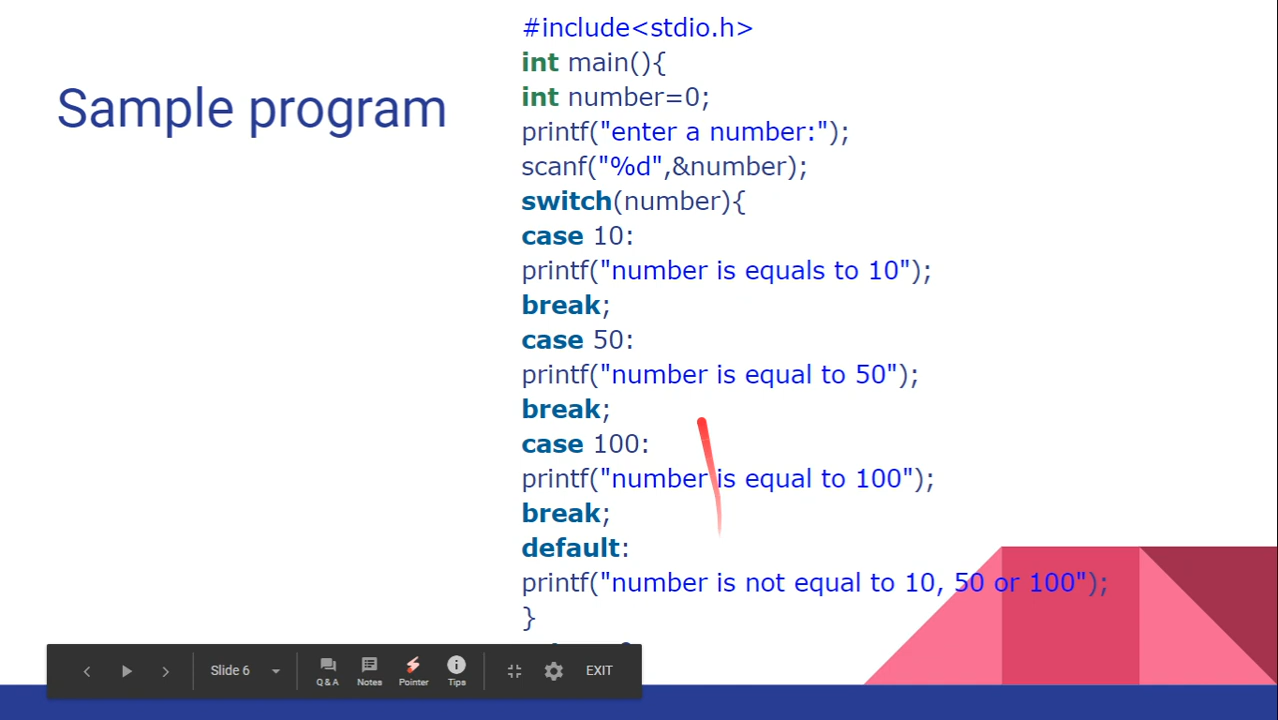 Sample program
#include<stdio.h>
int main(){
int number=0;
printf("enter a number:");
scanf("%d",&number);
switch(number){
case 10:
printf("number is equals to 10");
break;
case 50:
printf("number is equal to 50");
break;
case 100:
printf("number is equal to 100");
break;
default:
printf("number is not equal to 10, 50 or 100");
}
Slide 6
Q & A
Notes
Pointer
Tips
EXIT